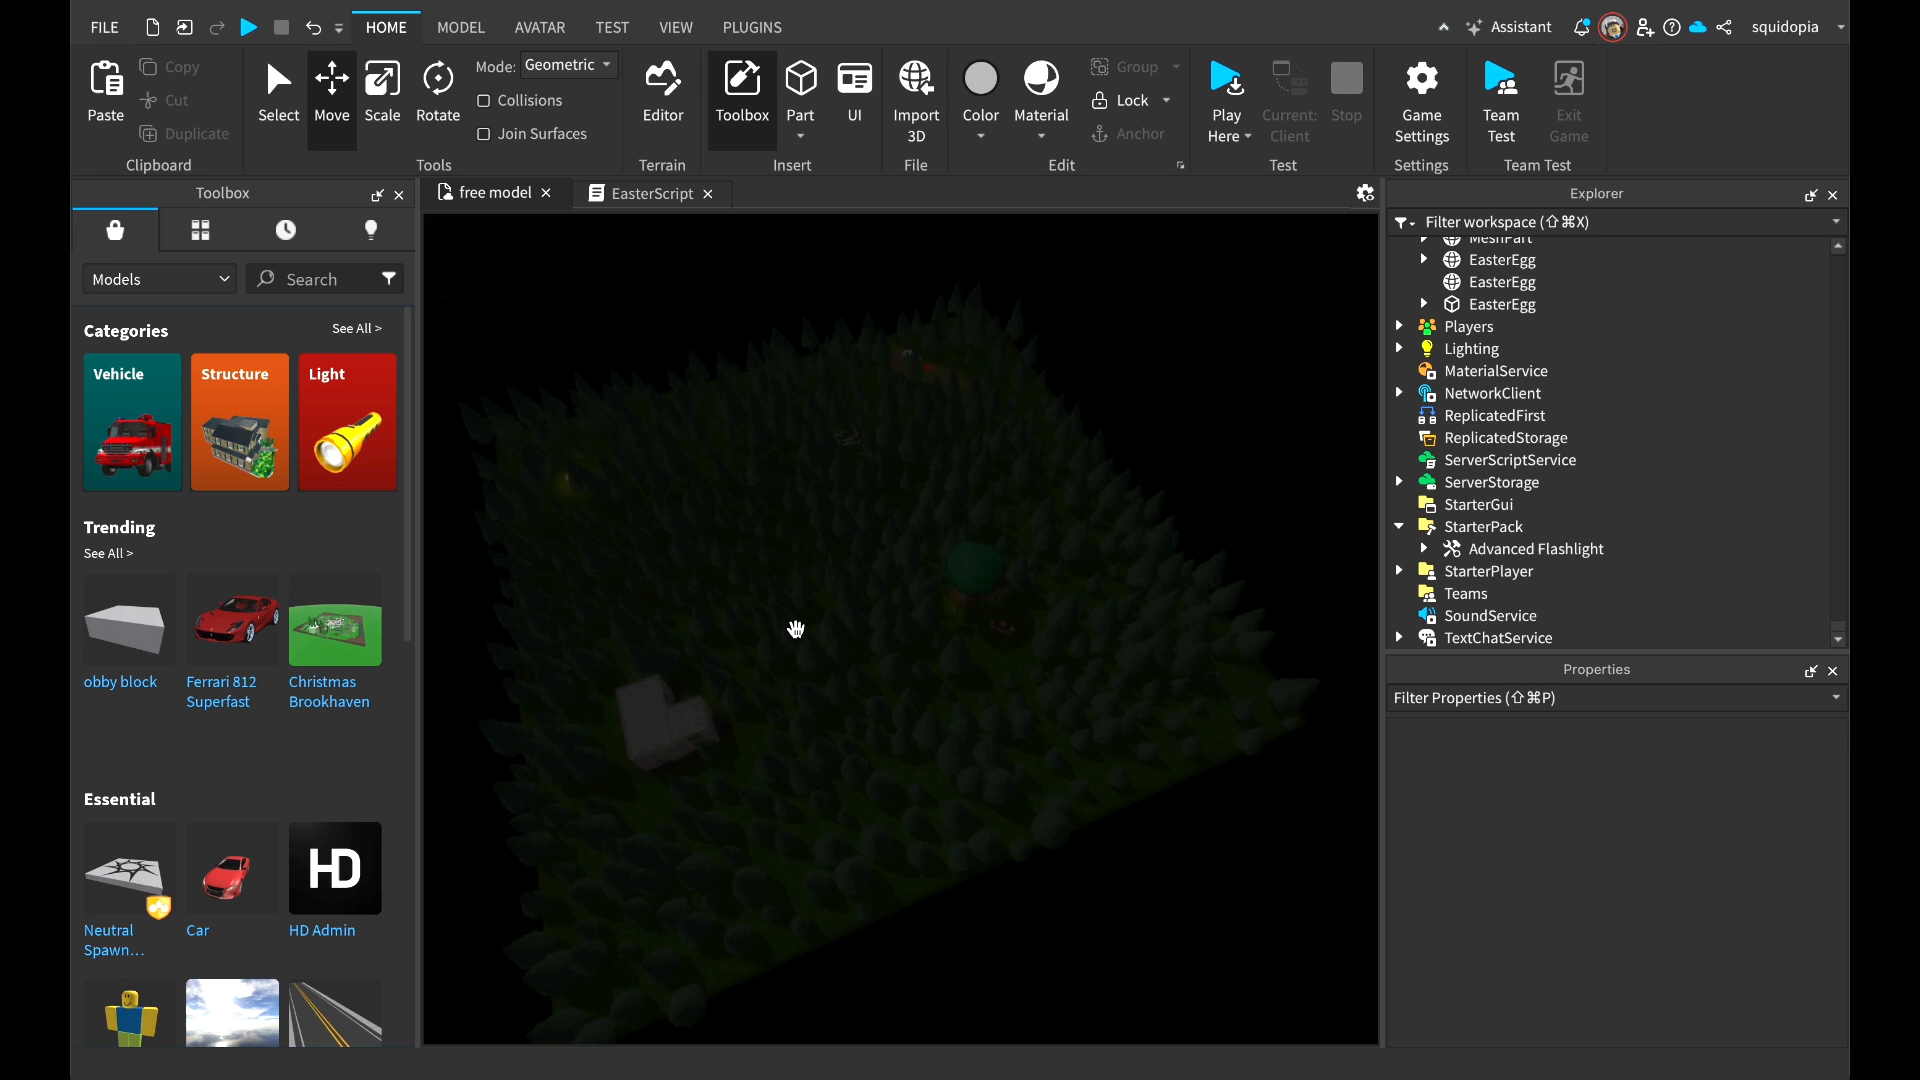 FILE
HOME
MODEL
AVATAR
TEST
VIEW
PLUGINS
Assistant
squidopia
Paste
Copy
Cut
Duplicate
Clipboard
Select
Move
Scale
Rotate
Mode: Geometric
Collisions
Join Surfaces
Tools
Editor
Terrain
Toolbox
Part
UI
Insert
Import
3D
File
Color
Material
Group
Lock
Anchor
Edit
Play
Here
Current:
Client
Stop
Test
Game
Settings
Settings
Team
Test
Exit
Game
Team Test
Toolbox
Models
Search
Categories
See All >
Vehicle
Structure
Light
Trending
See All >
obby block
Ferrari 812
Superfast
Christmas
Brookhaven
Essential
Neutral
Spawn...
Car
HD
HD Admin
free model
EasterScript
Explorer
Filter workspace (⇧⌘X)
MeshPart
EasterEgg
EasterEgg
EasterEgg
Players
Lighting
MaterialService
NetworkClient
ReplicatedFirst
ReplicatedStorage
ServerScriptService
ServerStorage
StarterGui
StarterPack
Advanced Flashlight
StarterPlayer
Teams
SoundService
TextChatService
Properties
Filter Properties (⇧⌘P)